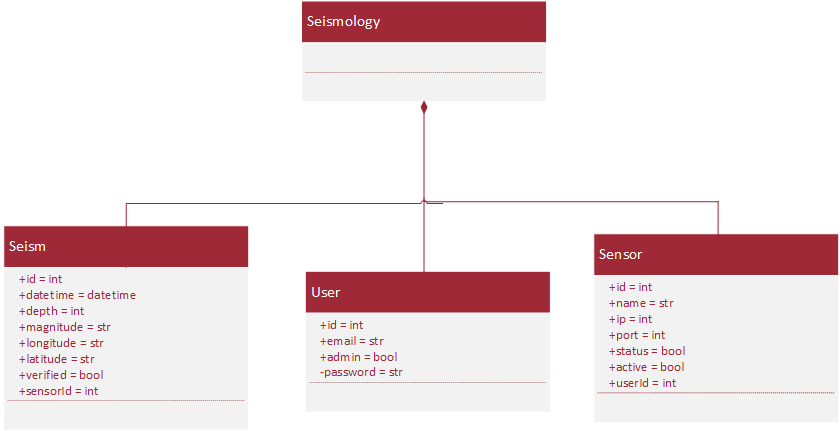 Seismology
Seism
+id = int
+datetime = datetime
+depth = int
+magnitude = str
+longitude = str
+latitude = str
+verified = bool
+sensorId = int
User
+id = int
+email = str
+admin = bool
-password = str
Sensor
+id = int
+name = str
+ip = int
+port = int
+status = bool
+active = bool
+userId = int